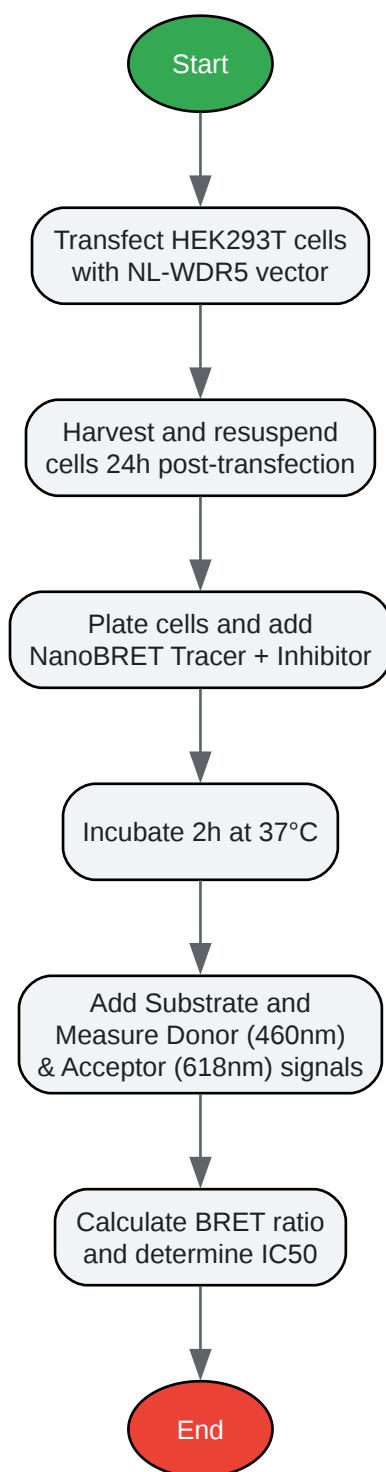 Start
Transfect HEK293T cells
with NL-WDR5 vector
Harvest and resuspend
cells 24h post-transfection
Plate cells and add
NanoBRET Tracer + Inhibitor
Incubate 2h at 37°C
Add Substrate and
Measure Donor (460nm)
& Acceptor (618nm) signals
Calculate BRET ratio
and determine IC50
End